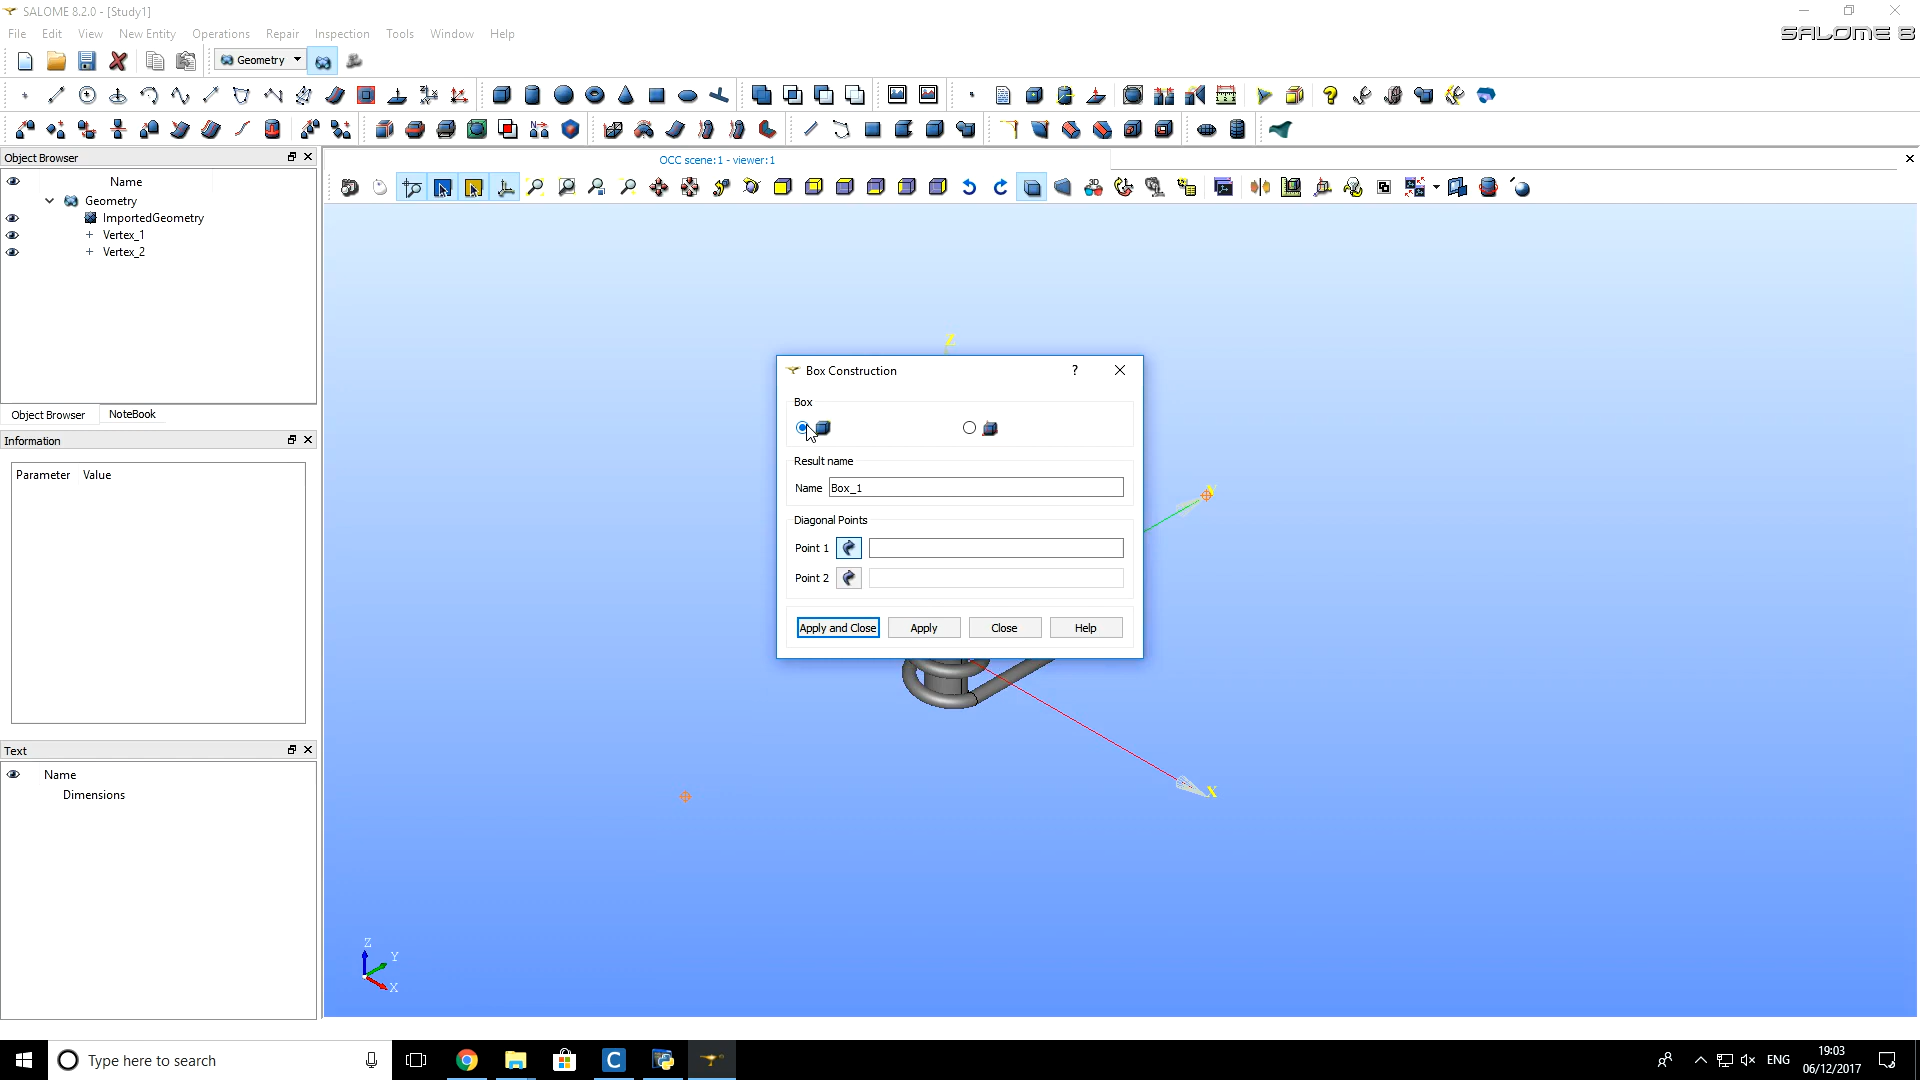 SALOME 8.2.0 - [Study1]
File Edit View New Entity Operations Repair Inspection Tools Window Help
SALOME 8
Geometry
Object Browser
OCC scene:1 - viewer:1
Name
Geometry
ImportedGeometry
Vertex_1
Vertex_2
Z
Box Construction
?
Box
Result name
Name Box_1
Diagonal Points
Point 1
Point 2
Apply and Close Apply Close Help
Y
X
Object Browser NoteBook
Information
Parameter Value
Text
Name
Dimensions
Z
Y
X
Type here to search
ENG
19:03
06/12/2017